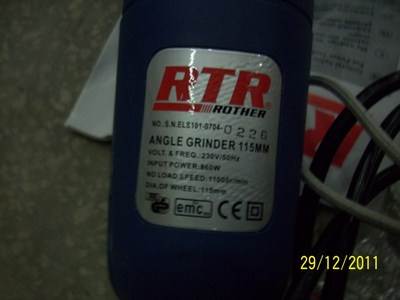 RTR®
ROTHER
NO.:S.N.ELS101-0704-0226
ANGLE GRINDER 115MM
VOLT. & FREQ.:230V/50Hz
INPUT POWER:860W
NO LOAD SPEED:11000r/min
DIA.OF WHEEL:115mm
emc
CE
29/12/2011